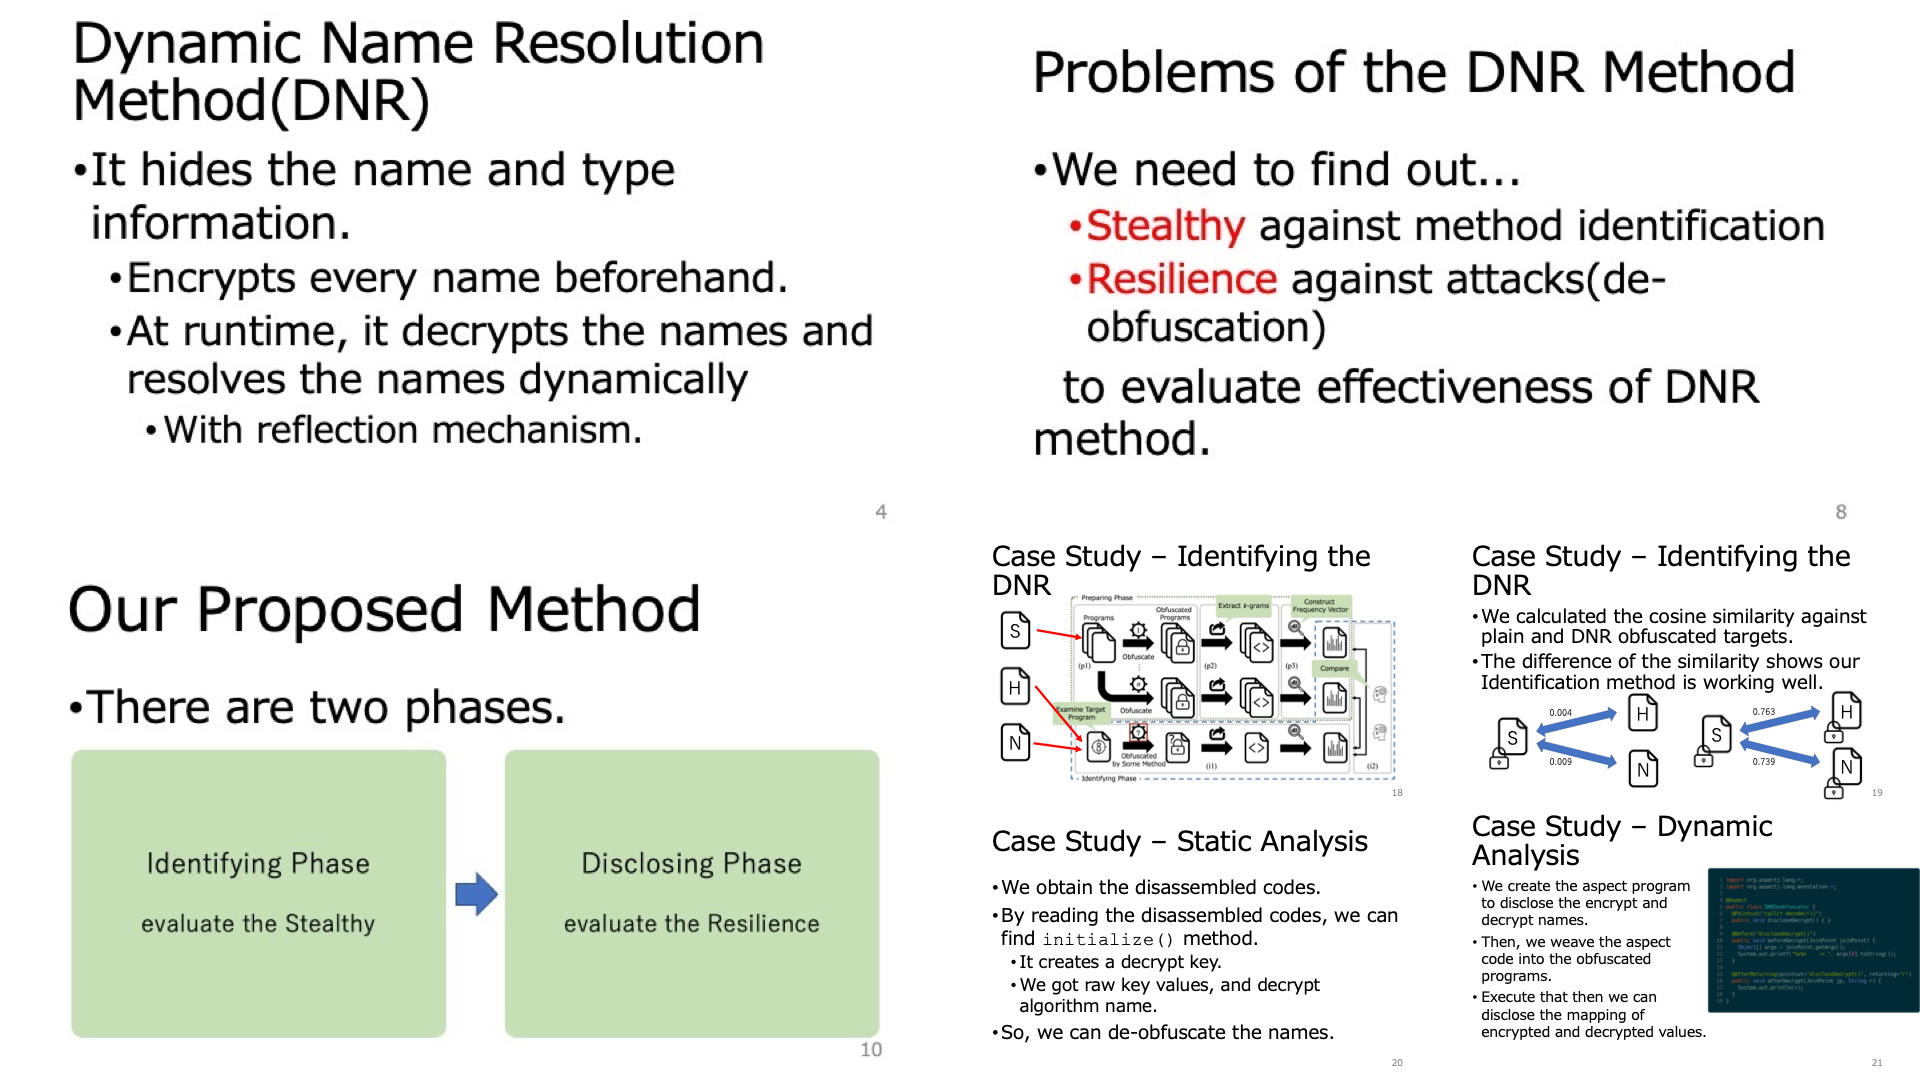 Dynamic Name Resolution
Method(DNR)
•It hides the name and type
information.
•Encrypts every name beforehand.
•At runtime, it decrypts the names and
resolves the names dynamically
•With reflection mechanism.
4
Problems of the DNR Method
•We need to find out...
•Stealthy against method identification
•Resilience against attacks(de-
obfuscation)
to evaluate effectiveness of DNR
method.
8
Our Proposed Method
•There are two phases.
Identifying Phase
evaluate the Stealthy
Disclosing Phase
evaluate the Resilience
10
Case Study – Identifying the
DNR
S
H
N
Preparing Phase
Programs
Obfuscated
Programs
Extract k-grams
Construct
Frequency Vector
Obfuscate
(p1)
(p2)
(p3)
Compare
Obfuscate
Examine Target
Program
Obfuscated
by Some Method
(i1)
(i2)
Identifying Phase
18
Case Study – Identifying the
DNR
•We calculated the cosine similarity against
plain and DNR obfuscated targets.
•The difference of the similarity shows our
Identification method is working well.
S
0.004
0.009
H
N
S
0.763
0.739
H
N
19
Case Study – Static Analysis
•We obtain the disassembled codes.
•By reading the disassembled codes, we can
find initialize() method.
•It creates a decrypt key.
•We got raw key values, and decrypt
algorithm name.
•So, we can de-obfuscate the names.
20
Case Study – Dynamic
Analysis
•We create the aspect program
to disclose the encrypt and
decrypt names.
•Then, we weave the aspect
code into the obfuscated
programs.
•Execute that then we can
disclose the mapping of
encrypted and decrypted values.
import org.aspectj.lang.*;
import org.aspectj.lang.annotation.*;
@Aspect
21